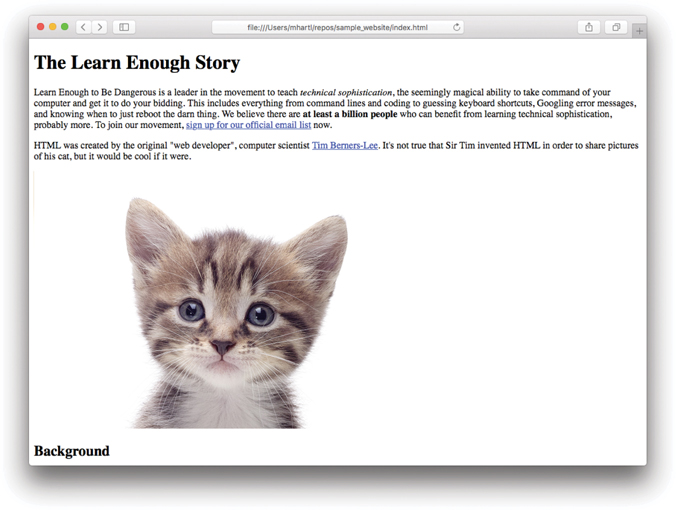 file:///Users/mhartl/repos/sample_website/index.html
The Learn Enough Story
Learn Enough to Be Dangerous is a leader in the movement to teach technical sophistication, the seemingly magical ability to take command of your
computer and get it to do your bidding. This includes everything from command lines and coding to guessing keyboard shortcuts, Googling error messages,
and knowing when to just reboot the darn thing. We believe there are at least a billion people who can benefit from learning technical sophistication,
probably more. To join our movement, sign up for our official email list now.
HTML was created by the original "web developer", computer scientist Tim Berners-Lee. It's not true that Sir Tim invented HTML in order to share pictures
of his cat, but it would be cool if it were.
Background